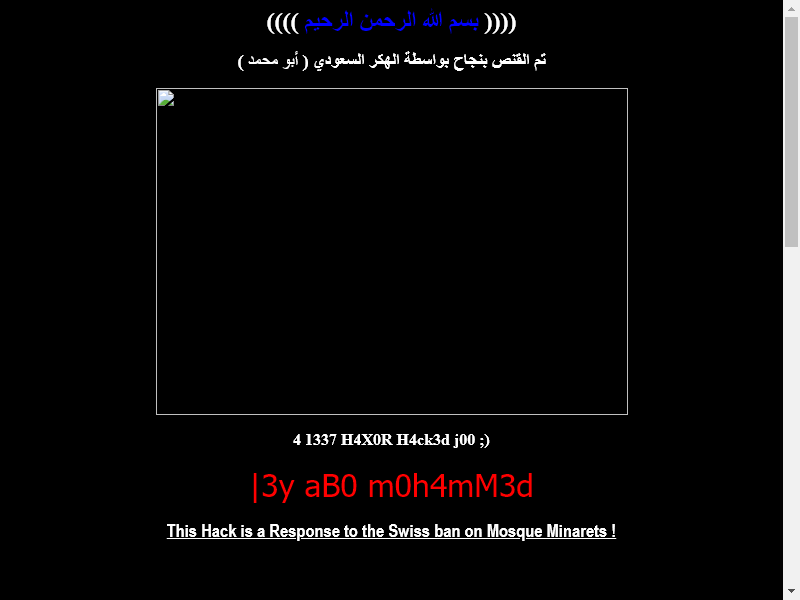 (((( بسم الله الرحمن الرحيم ))))
تم القنص بنجاح بواسطة الهكر السعودي ( أبو محمد )
4 1337 H4X0R H4ck3d j00 ;)
|3y aB0 m0h4mM3d
This Hack is a Response to the Swiss ban on Mosque Minarets !